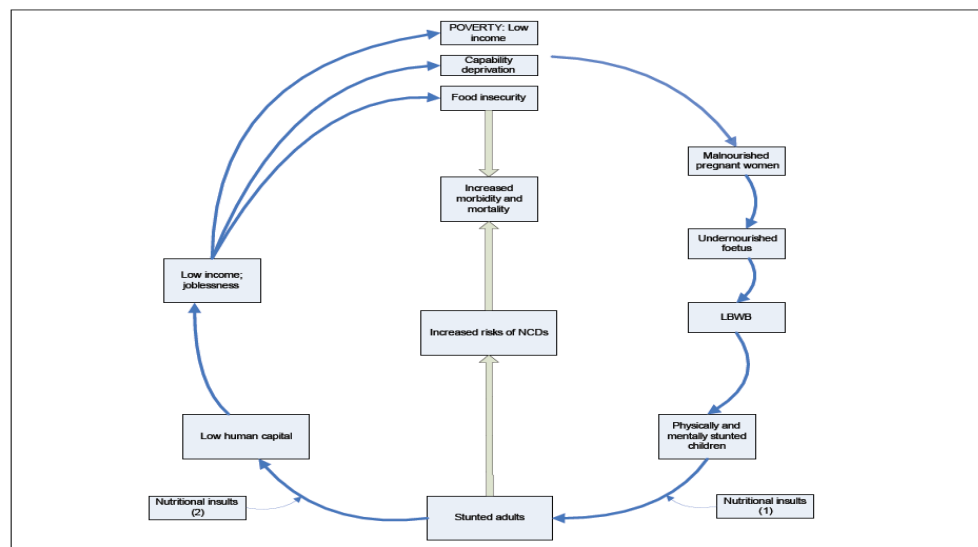 POVERTY: Low
income
Capability
deprivation
Food insecurity
Malnourished
pregnant women
Increased
morbidity and
mortality
Undernourished
foetus
Low income;
joblessness
LBWB
Increased risks of NCDs
Low human capital
Physically and
mentally stunted
children
Nutritional insults
(2)
Stunted adults
Nutritional insults
(1)